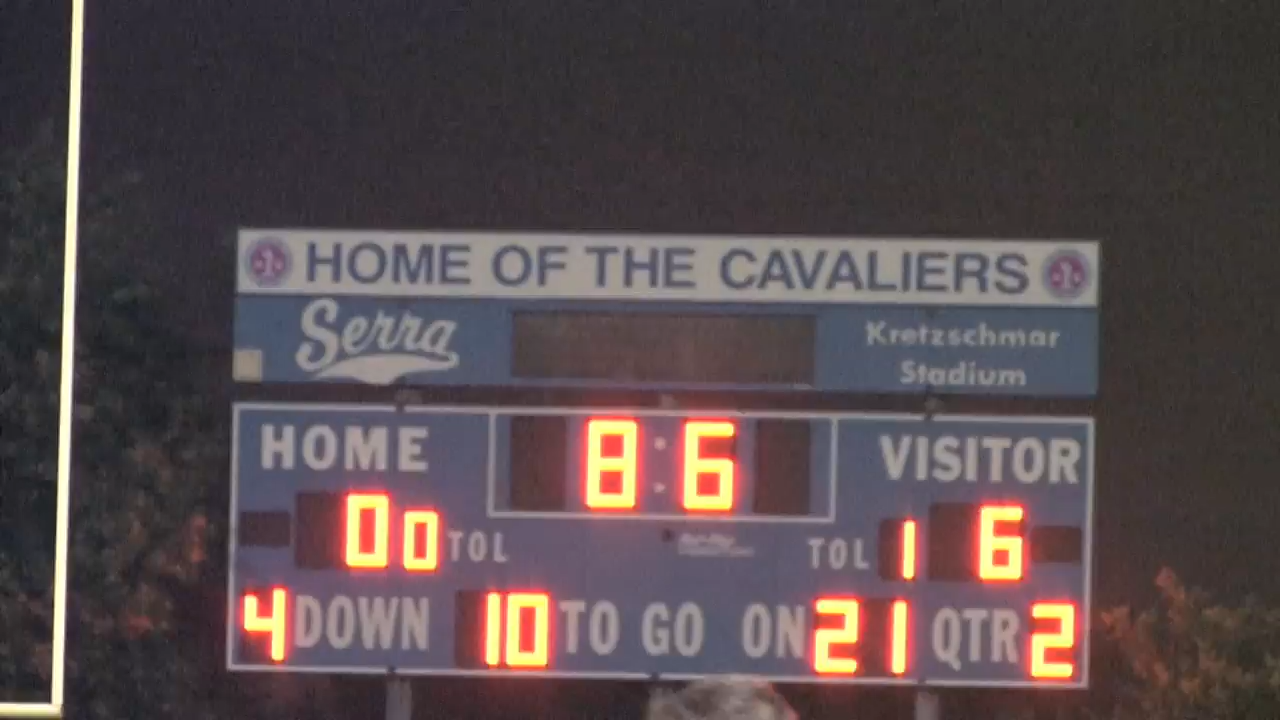 HOME OF THE CAVALIERS
Serra
Kretzschmar
Stadium
HOME 8:6 VISITOR
0 0 TOL TOL 1 6
4 DOWN 10 TO GO ON 21 QTR 2